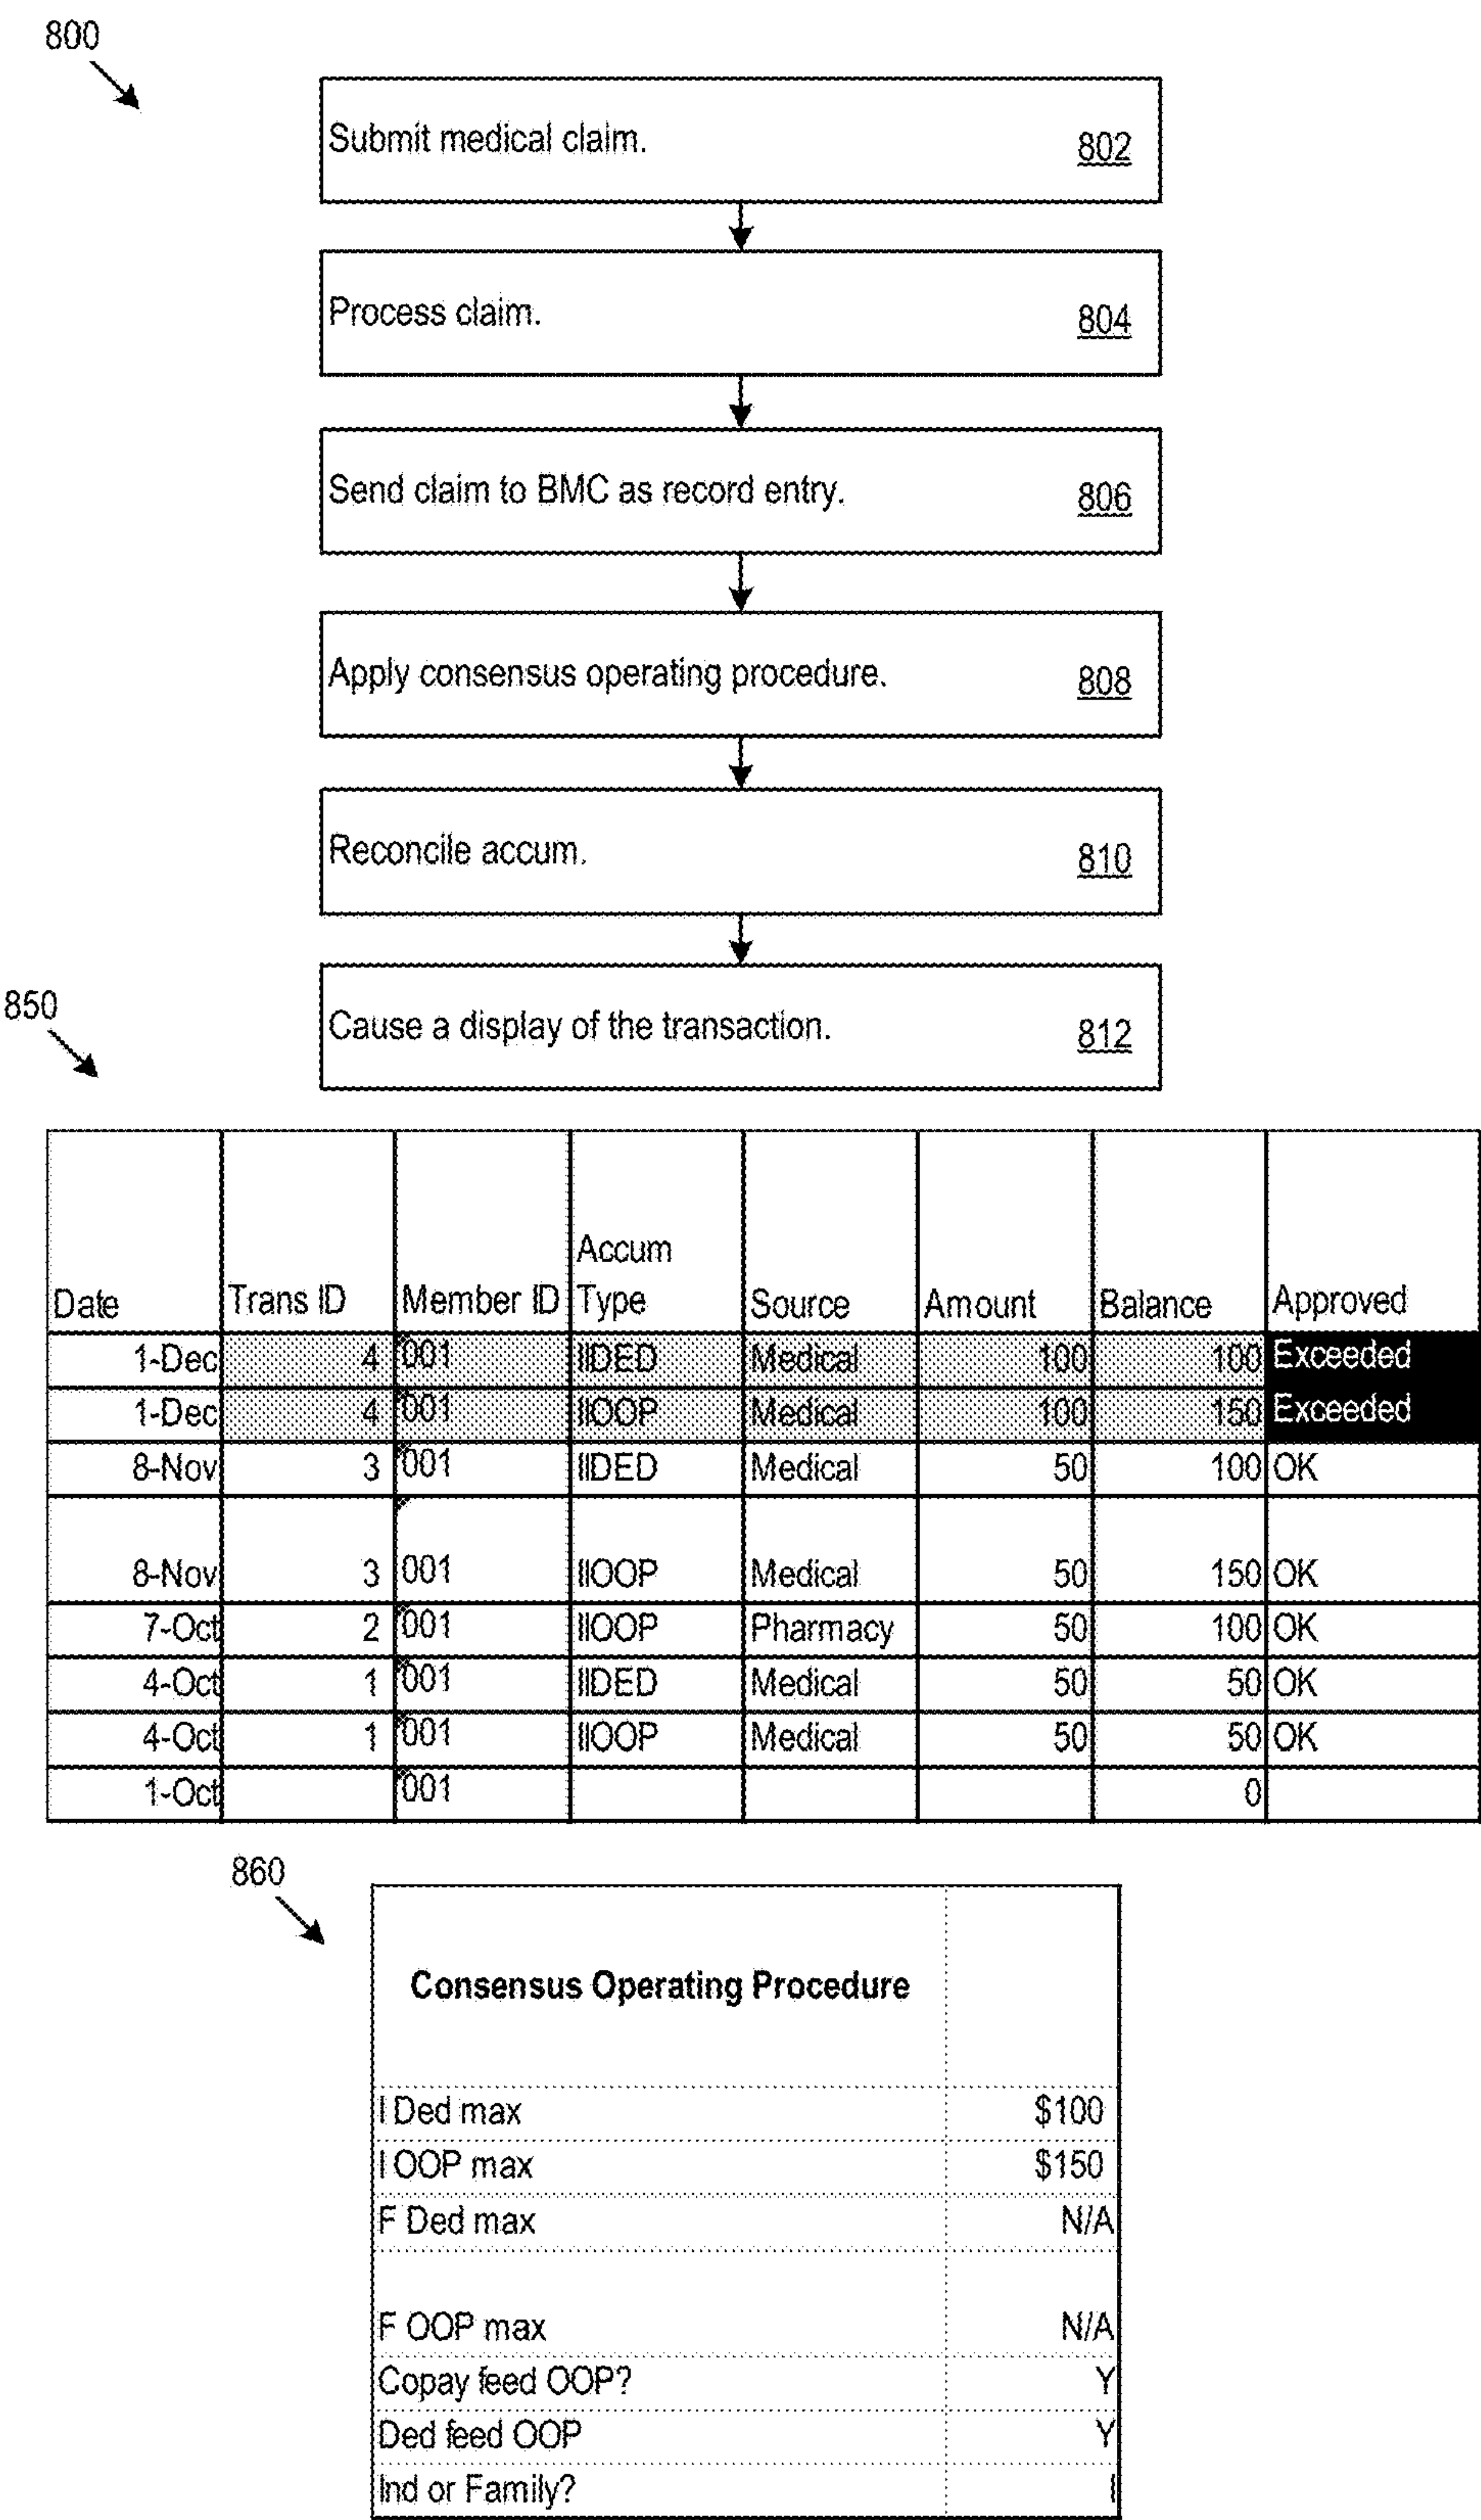 800
Submit medical claim. 802
Process claim. 804
Send claim to BMC as record entry. 806
Apply consensus operating procedure. 808
Reconcile accum. 810
850
Cause a display of the transaction. 812
Date Trans ID Member ID Accum Type Source Amount Balance Approved
1-Dec 4 001 IIDED Medical 100 100 Exceeded
1-Dec 4 001 IIOOP Medical 100 150 Exceeded
8-Nov 3 001 IIDED Medical 50 100 OK
8-Nov 3 001 IIOOP Medical 50 150 OK
7-Oct 2 001 IIOOP Pharmacy 50 100 OK
4-Oct 1 001 IIDED Medical 50 50 OK
4-Oct 1 001 IIOOP Medical 50 50 OK
1-Oct 001 0
860
Consensus Operating Procedure
I Ded max $100
I OOP max $150
F Ded max N/A
F OOP max N/A
Copay feed OOP? Y
Ded feed OOP Y
Ind or Family? I